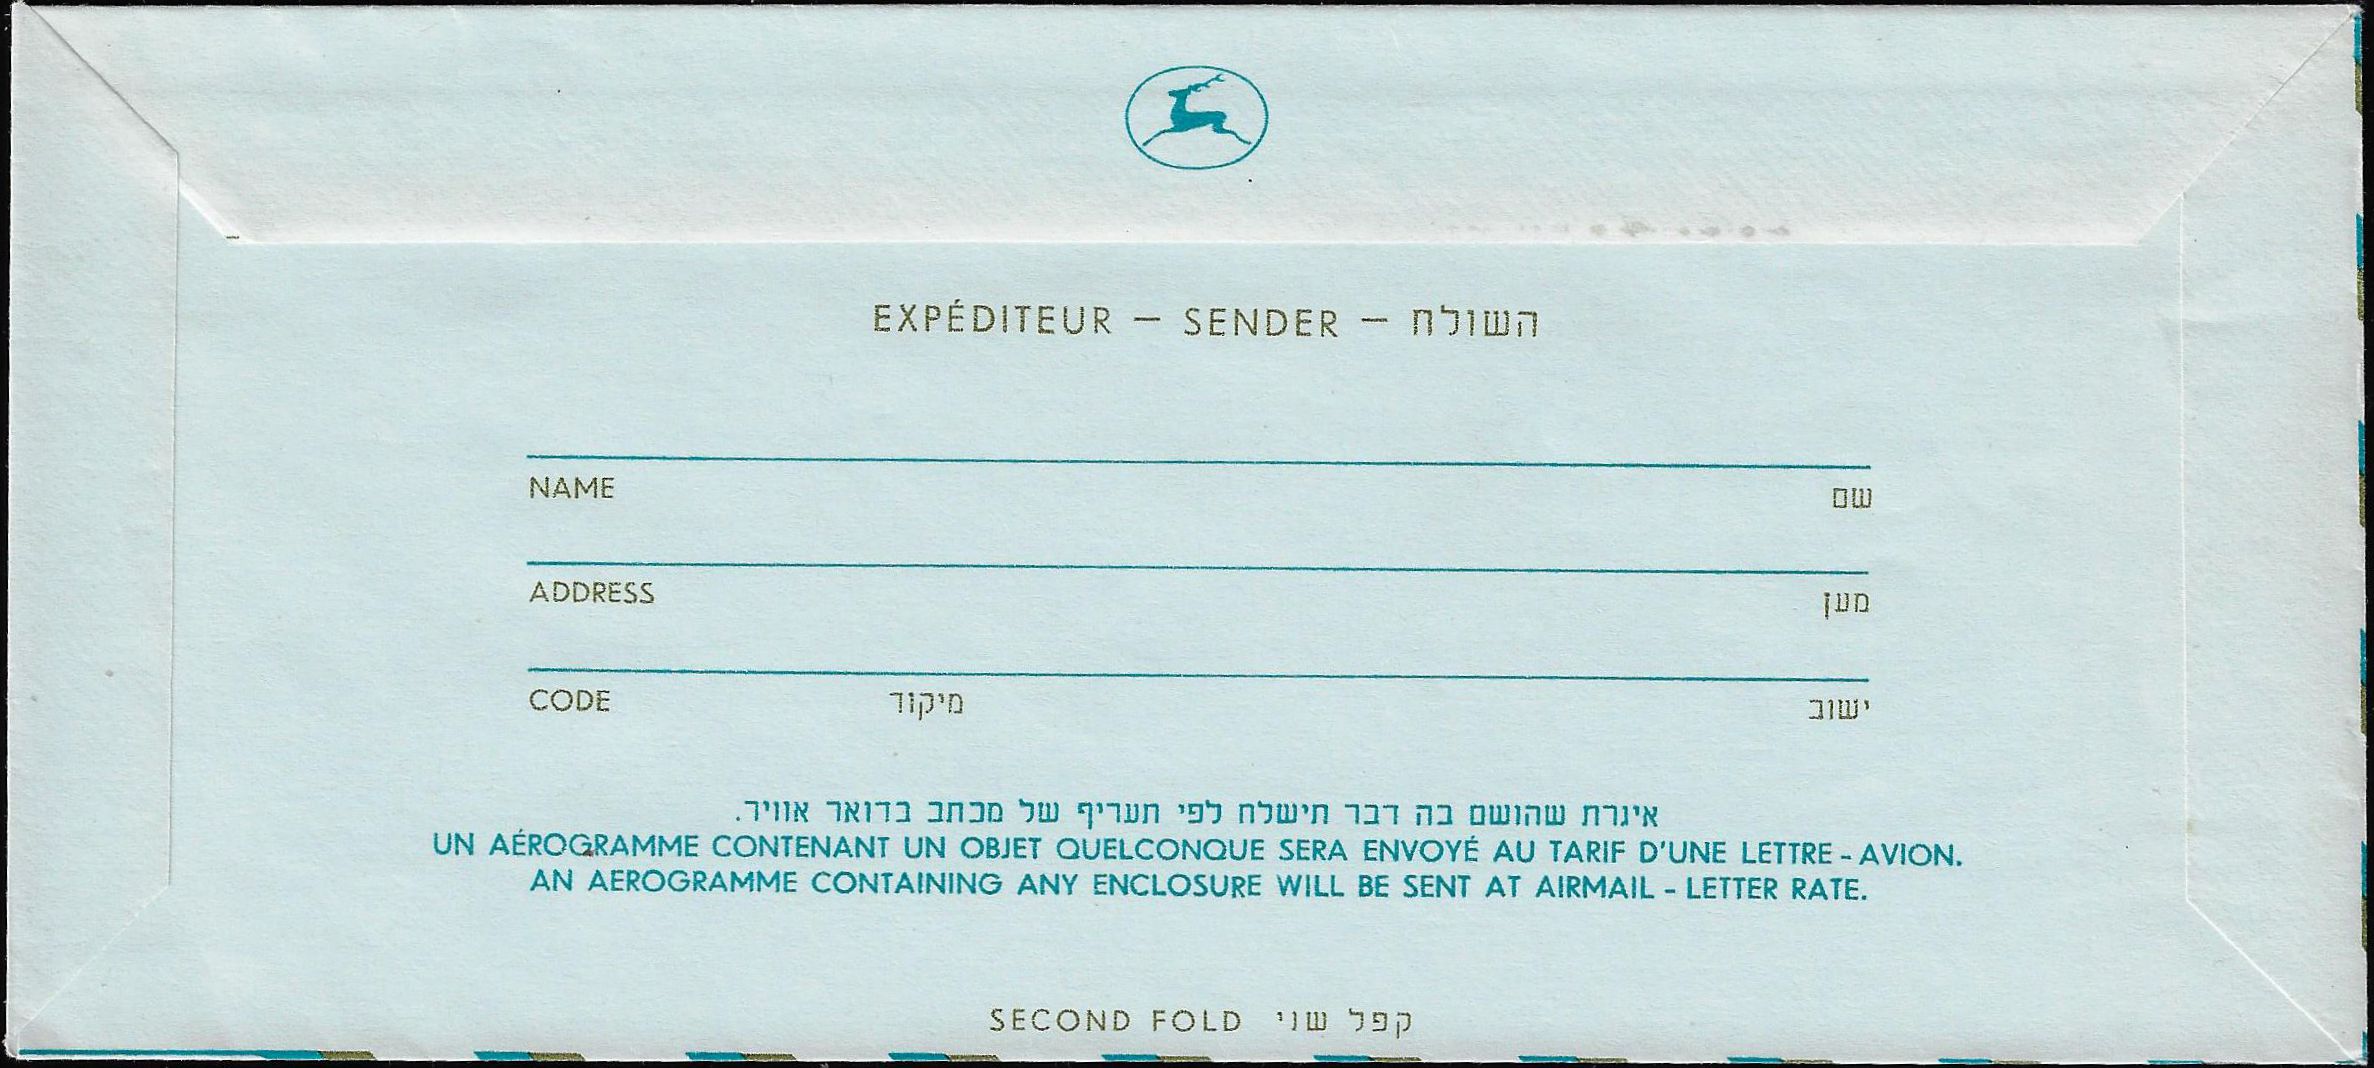 EXPÉDITEUR — SENDER — השולח
NAME שם
ADDRESS מען
CODE מיקוד ישוב
איגרת שהושם בה דבר תישלח לפי תעריף של מכתב בדואר אוויר.
UN AÉROGRAMME CONTENANT UN OBJET QUELCONQUE SERA ENVOYÉ AU TARIF D'UNE LETTRE - AVION.
AN AEROGRAMME CONTAINING ANY ENCLOSURE WILL BE SENT AT AIRMAIL - LETTER RATE.
SECOND FOLD קפל שני